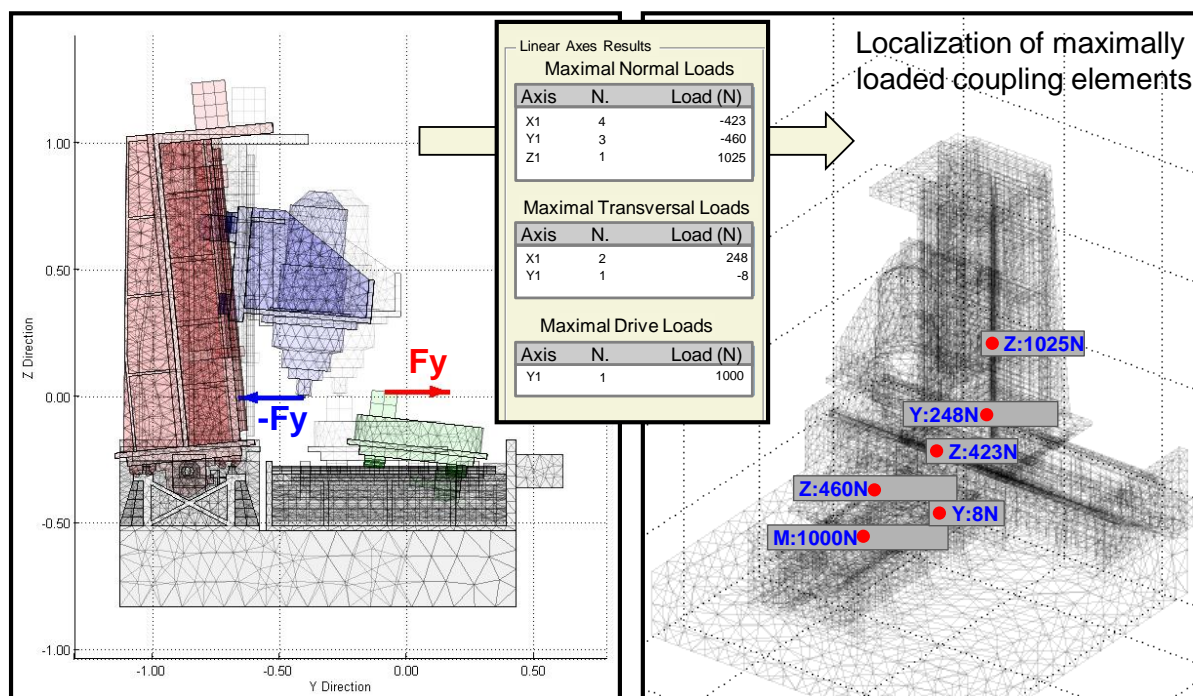 Z Direction
1.00
0.50
0.00
-0.50
-1.00
-1.00
-0.50
0.00
0.50
Y Direction
Fy
-Fy
Linear Axes Results
Maximal Normal Loads
Axis N. Load (N)
X1 4 -423
Y1 3 -460
Z1 1 1025
Maximal Transversal Loads
Axis N. Load (N)
X1 2 248
Y1 1 -8
Maximal Drive Loads
Axis N. Load (N)
Y1 1 1000
Localization of maximally
loaded coupling elements
Z:1025N
Y:248N
Z:423N
Z:460N
Y:8N
M:1000N